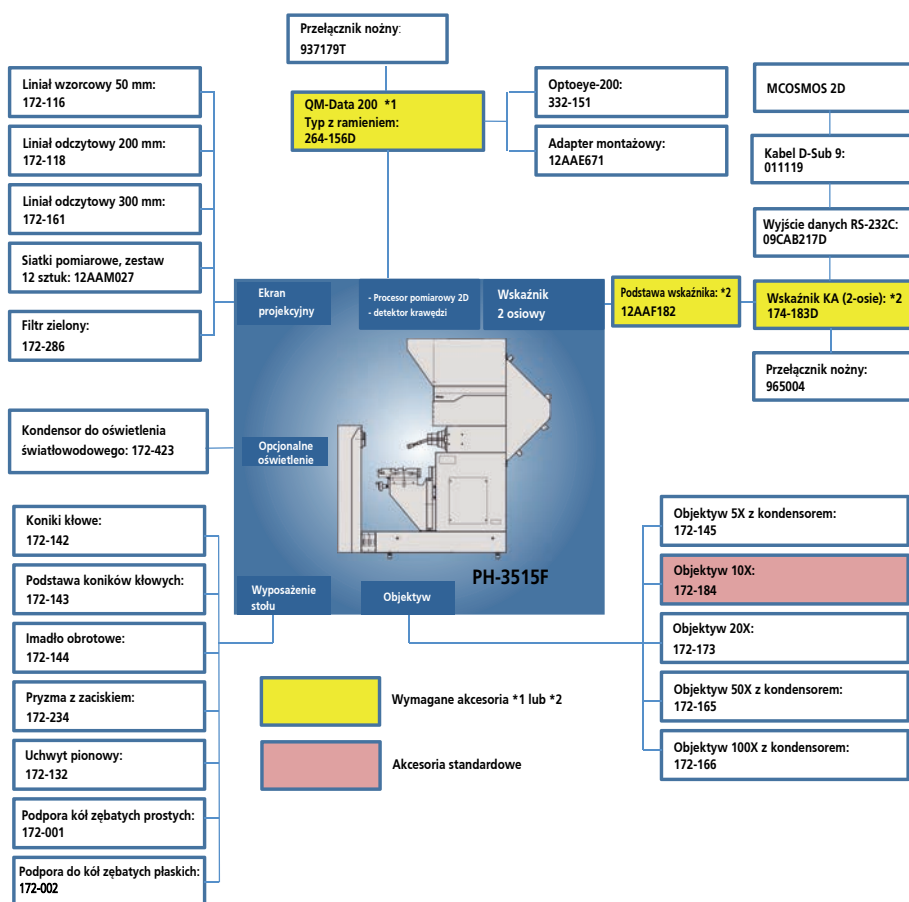 Przełącznik nożny:
937179T
Liniał wzorcowy 50 mm:
172-116
Liniał odczytowy 200 mm:
172-118
Liniał odczytowy 300 mm:
172-161
Siatki pomiarowe, zestaw
12 sztuk: 12AAM027
Filtr zielony:
172-286
QM-Data 200 *1
Typ z ramieniem:
264-156D
Optoeye-200:
332-151
Adapter montażowy:
12AAE671
MCOSMOS 2D
Kabel D-Sub 9:
011119
Wyjście danych RS-232C:
09CAB217D
Wskaźnik KA (2-osie): *2
174-183D
Przełącznik nożny:
965004
Podstawa wskaźnika: *2
12AAF182
Ekran
projekcyjny
- Procesor pomiarowy 2D
- detektor krawędzi
Wskaźnik
2 osiowy
Kondensor do oświetlenia
światłowodowego: 172-423
Opcjonalne
oświetlenie
PH-3515F
Wyposażenie
stołu
Objektyw
Koniki kłowe:
172-142
Podstawa koników kłowych:
172-143
Imadło obrotowe:
172-144
Pryzma z zaciskiem:
172-234
Uchwyt pionowy:
172-132
Podpora kół zębatych prostych:
172-001
Podpora do kół zębatych płaskich:
172-002
Wymagane akcesoria *1 lub *2
Akcesoria standardowe
Objektyw 5X z kondensorem:
172-145
Objektyw 10X:
172-184
Objektyw 20X:
172-173
Objektyw 50X z kondensorem:
172-165
Objektyw 100X z kondensorem:
172-166